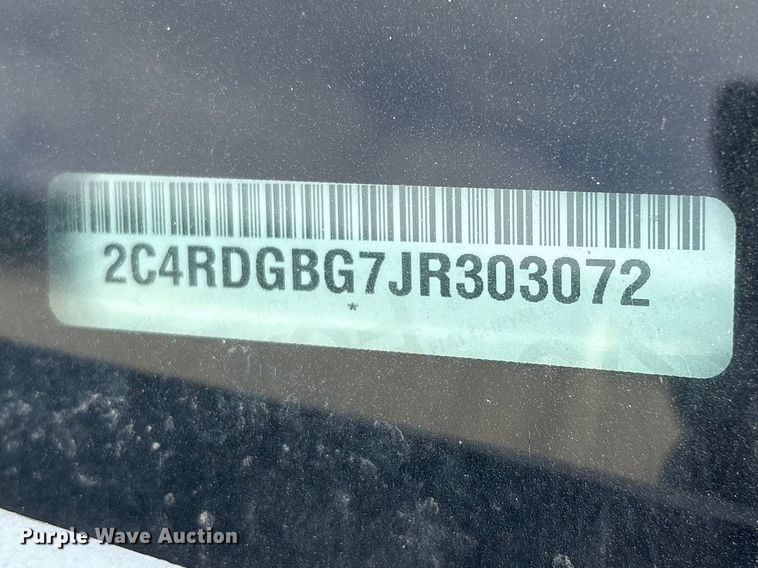 2C4RDGBG7JR303072
*
Purple Wave Auction